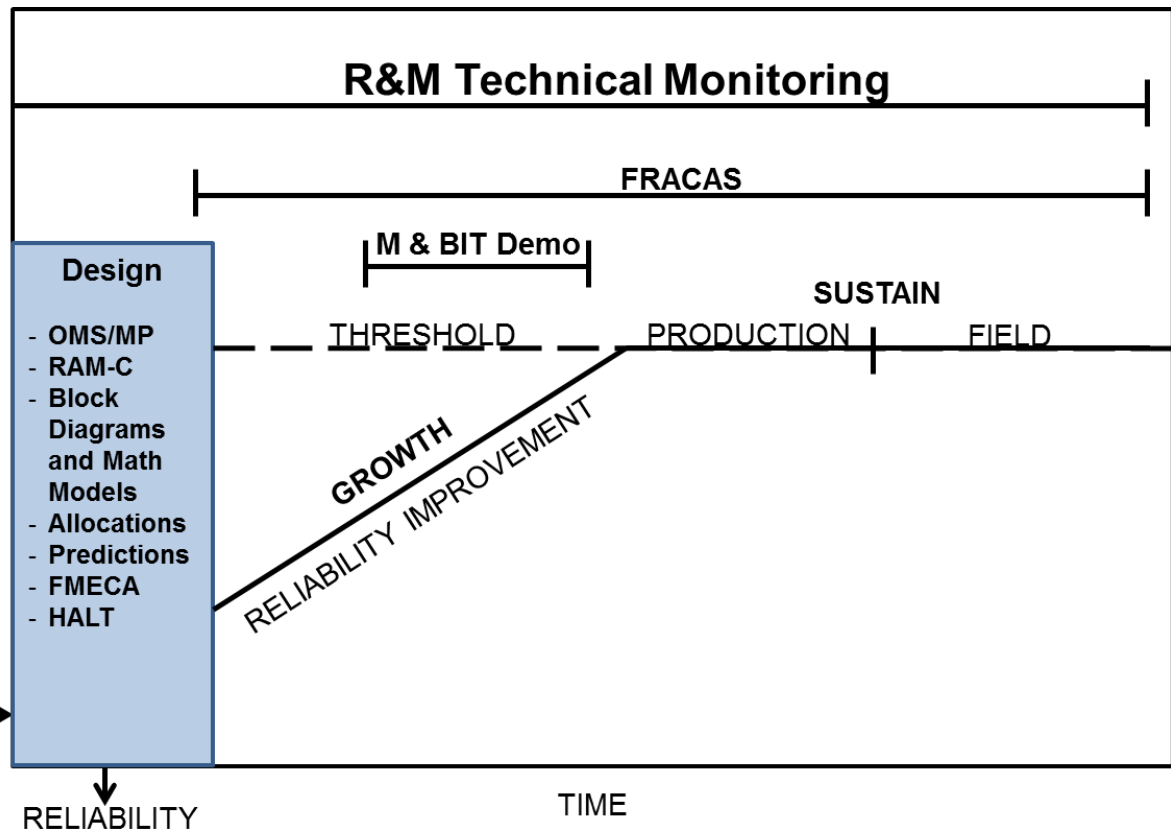 R&M Technical Monitoring
FRACAS
M & BIT Demo
Design
- OMS/MP
- RAM-C
- Block
Diagrams
and Math
Models
- Allocations
- Predictions
- FMECA
- HALT
SUSTAIN
THRESHOLD
PRODUCTION
FIELD
GROWTH
RELIABILITY IMPROVEMENT
RELIABILITY
TIME